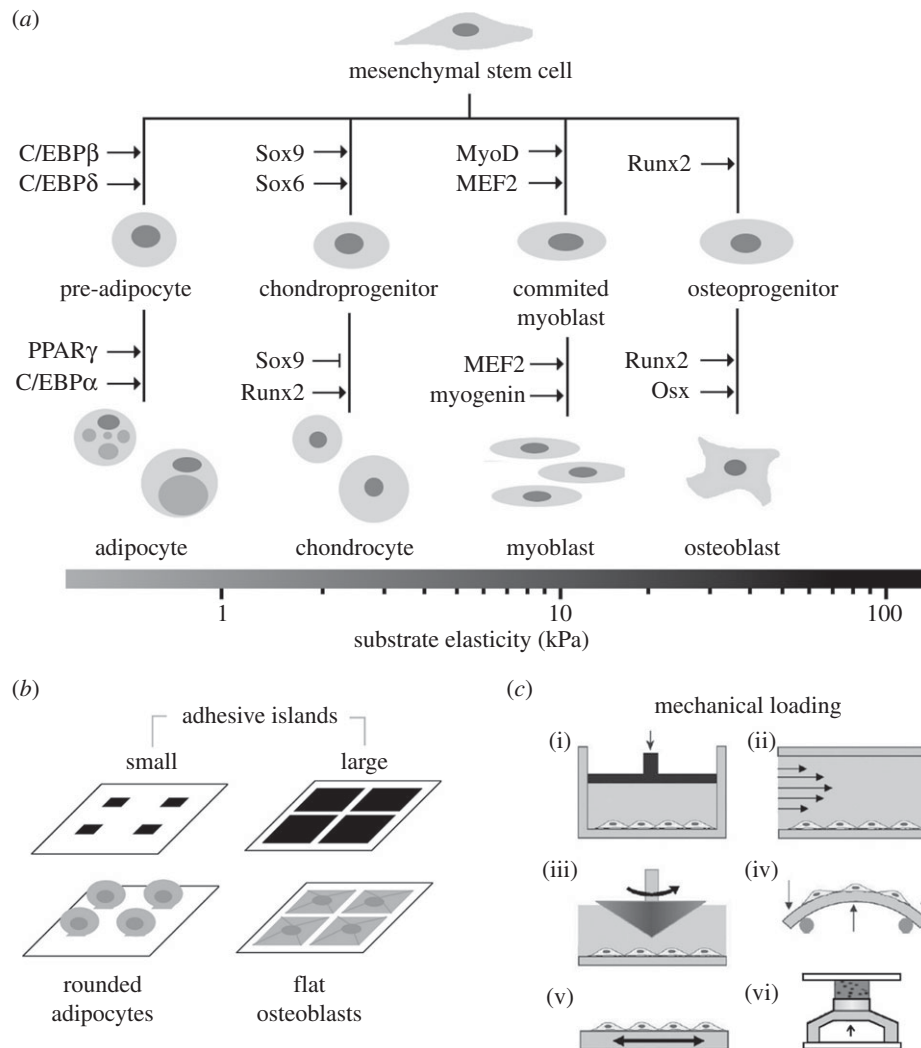 (a)
mesenchymal stem cell
C/EBPβ
C/EBPδ
Sox9
Sox6
MyoD
MEF2
Runx2
pre-adipocyte
chondroprogenitor
commited
myoblast
osteoprogenitor
PPARγ
C/EBPα
Sox9
Runx2
MEF2
myogenin
Runx2
Osx
adipocyte
chondrocyte
myoblast
osteoblast
1 10 100
substrate elasticity (kPa)
(b)
adhesive islands
small large
rounded
adipocytes
flat
osteoblasts
(c)
mechanical loading
(i) (ii)
(iii) (iv)
(v) (vi)